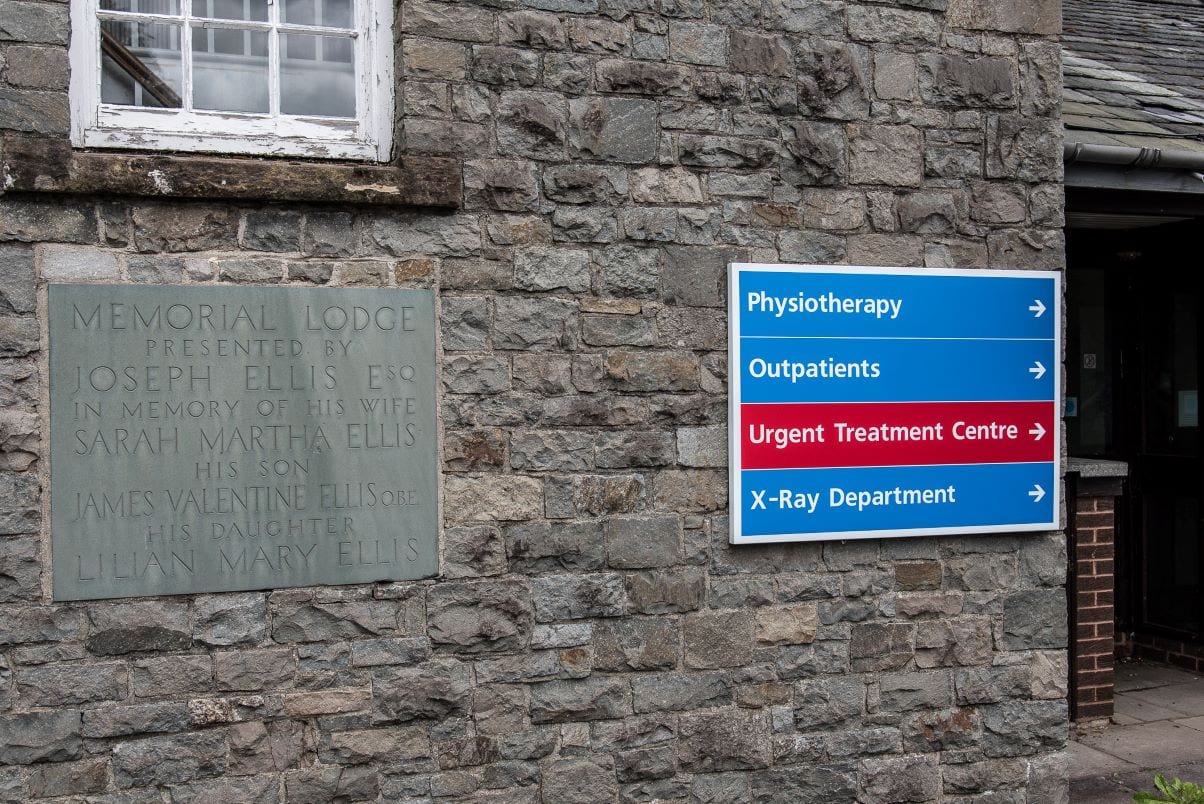 MEMORIAL LODGE
PRESENTED BY
JOSEPH ELLIS ESQ
IN MEMORY OF HIS WIFE
SARAH MARTHA ELLIS
HIS SON
JAMES VALENTINE ELLIS O.B.E.
HIS DAUGHTER
LILIAN MARY ELLIS
Physiotherapy →
Outpatients →
Urgent Treatment Centre →
X-Ray Department →